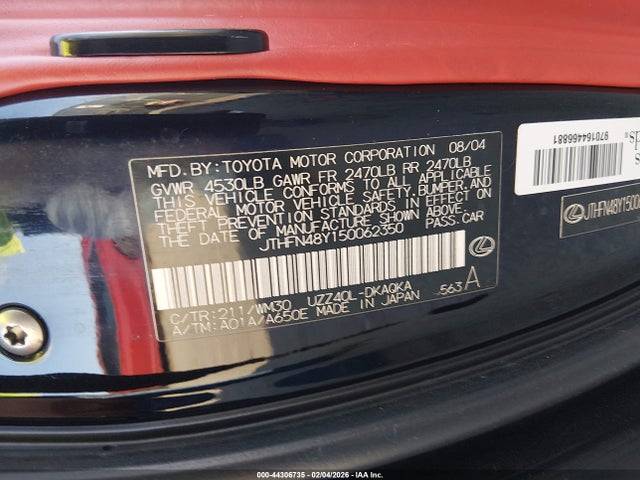 MFD. BY: TOYOTA MOTOR CORPORATION 08/04
GVWR 4530LB GAWR FR 2470LB RR 2470LB
THIS VEHICLE CONFORMS TO ALL APPLICABLE
FEDERAL MOTOR VEHICLE SAFETY, BUMPER, AND
THEFT PREVENTION STANDARDS IN EFFECT ON
THE DATE OF MANUFACTURE SHOWN ABOVE.
JTHFN48Y150062350 PASS. CAR
C/TR: 211/WM30 UZZ40L-DKAQKA
A/TM: A01A/A650E MADE IN JAPAN 563 A
970164466881
JTHFN48Y1500
000-44306735 - 02/04/2026 - IAA Inc.